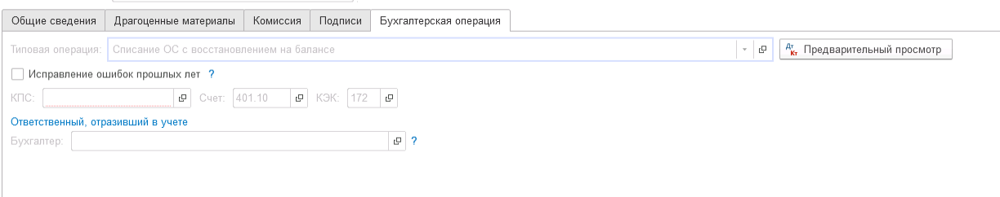 Общие сведения Драгоценные материалы Комиссия Подписи Бухгалтерская операция
Типовая операция: Списание ОС с восстановлением на балансе Дт Кт Предварительный просмотр
Исправление ошибок прошлых лет ?
КПС: Счет: 401.10 КЭК: 172
Ответственный, отразивший в учете
Бухгалтер: ?